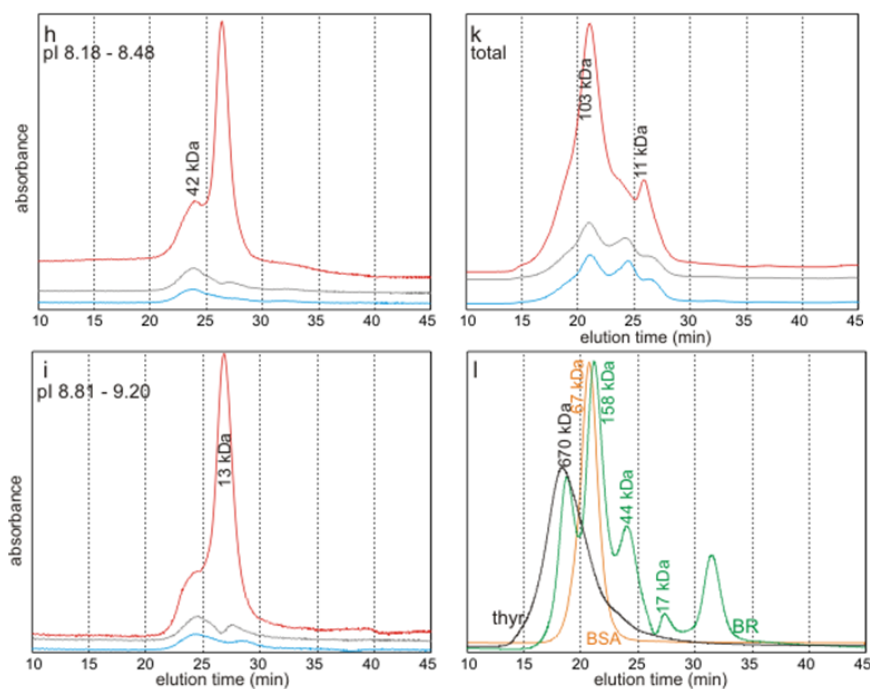 h
pI 8.18 - 8.48
42 kDa
absorbance
10 15 20 25 30 35 40 45
elution time (min)
k
total
103 kDa
11 kDa
10 15 20 25 30 35 40 45
elution time (min)
i
pI 8.81 - 9.20
13 kDa
absorbance
10 15 20 25 30 35 40 45
elution time (min)
l
670 kDa
67 kDa
158 kDa
44 kDa
17 kDa
thyr
BSA
BR
10 15 20 25 30 35 40 45
elution time (min)